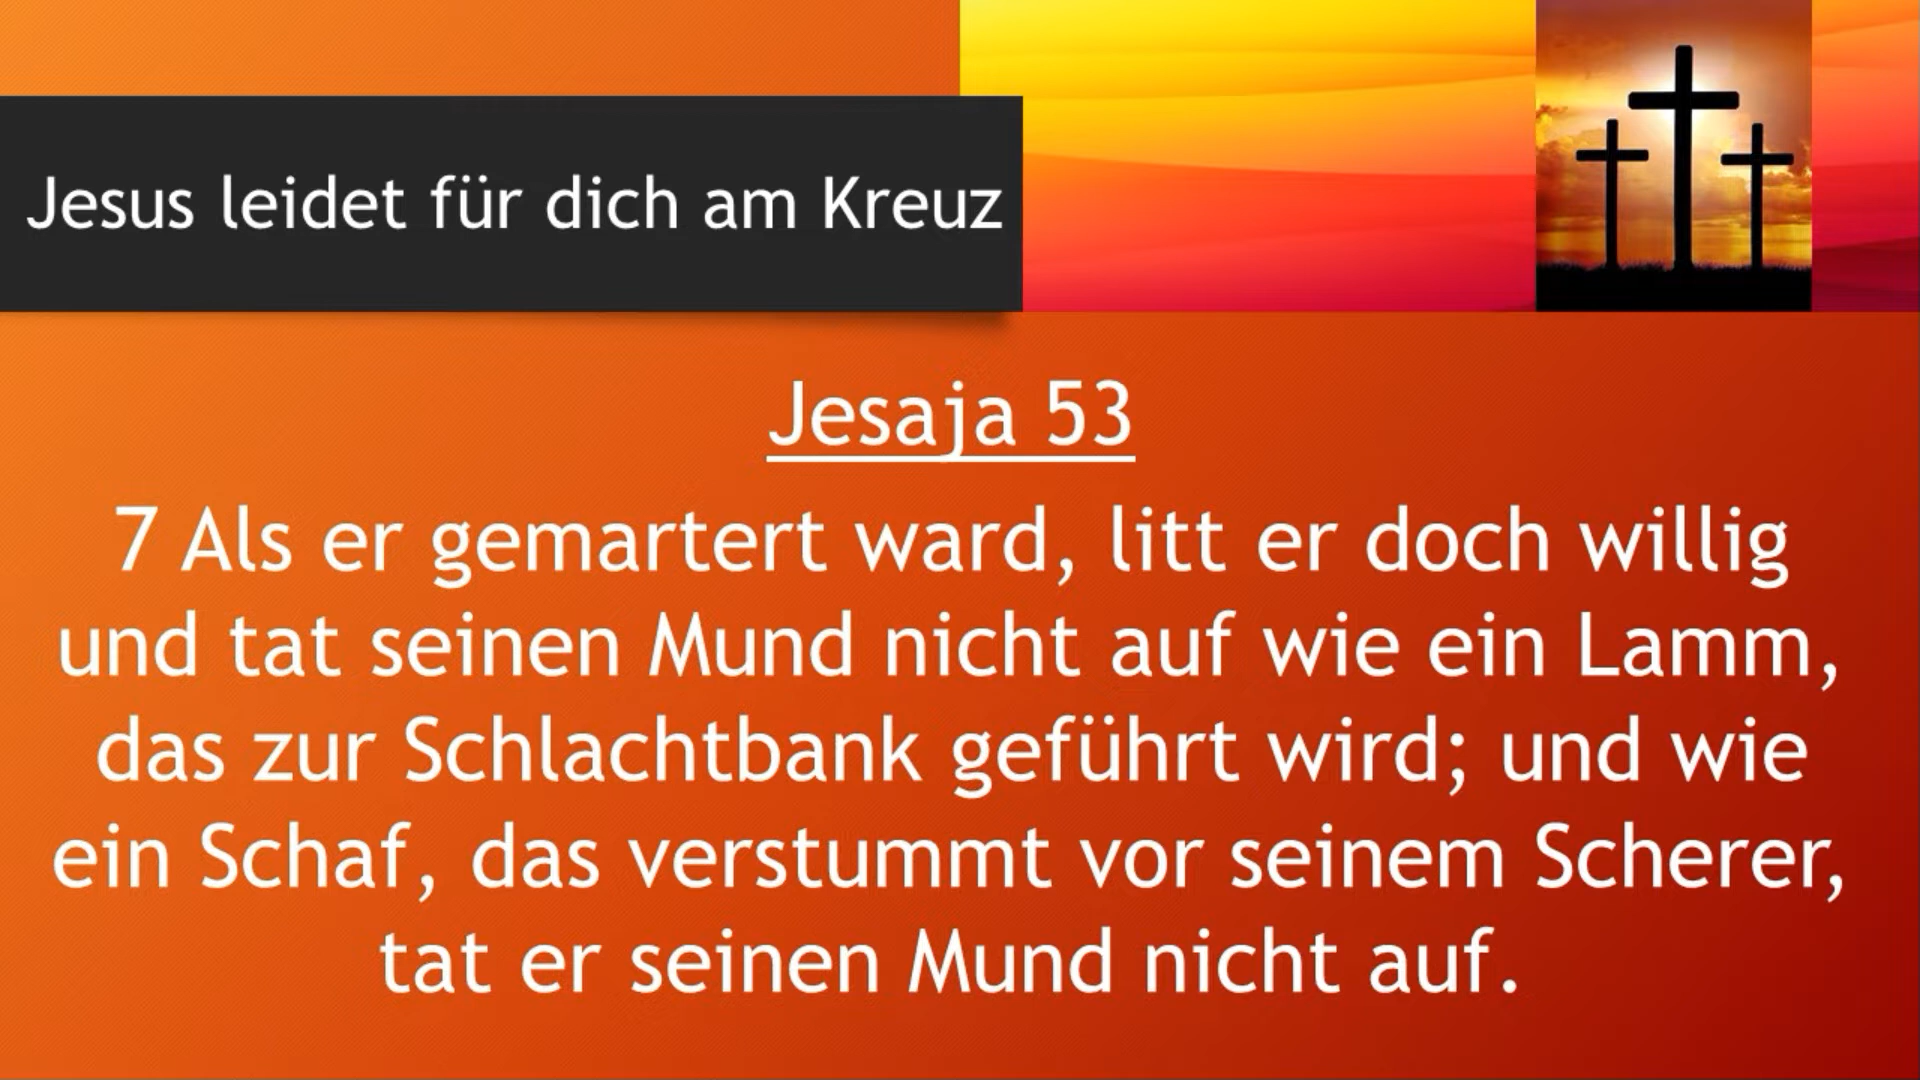 Jesus leidet für dich am Kreuz
Jesaja 53
7 Als er gemartert ward, litt er doch willig
und tat seinen Mund nicht auf wie ein Lamm,
das zur Schlachtbank geführt wird; und wie
ein Schaf, das verstummt vor seinem Scherer,
tat er seinen Mund nicht auf.